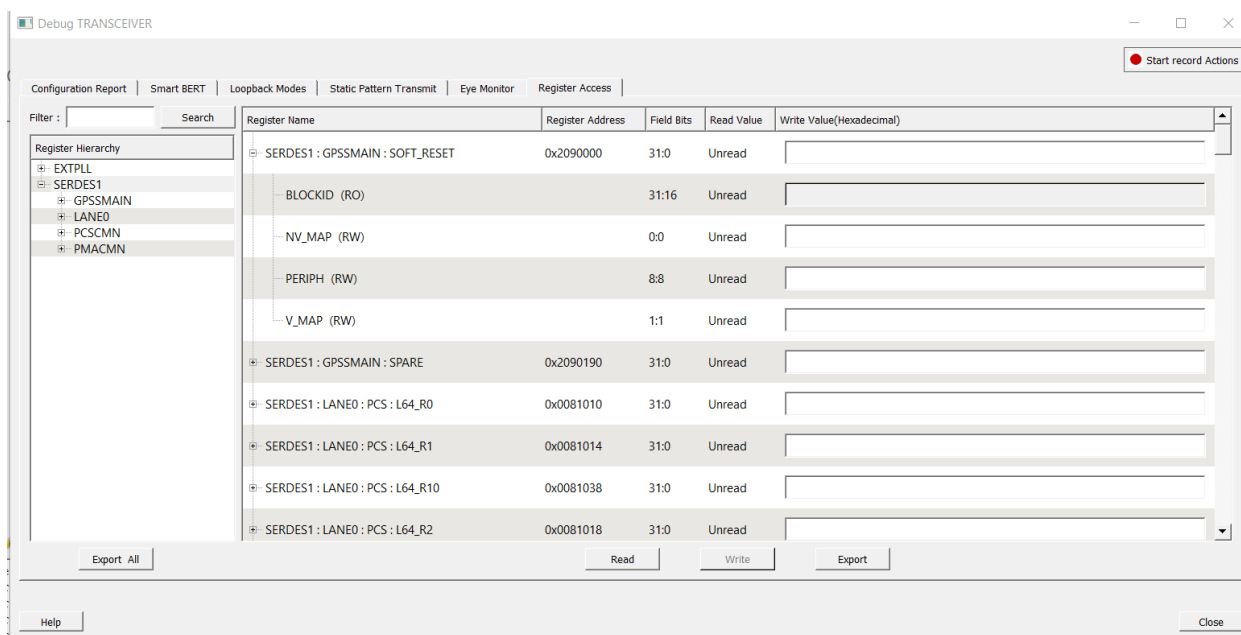 Debug TRANSCEIVER
Start record Actions
Configuration Report Smart BERT Loopback Modes Static Pattern Transmit Eye Monitor Register Access
Filter : Search
Register Hierarchy
EXTPLL
SERDES1
GPSSMAIN
LANE0
PCSCMN
PMACMN
Register Name Register Address Field Bits Read Value Write Value(Hexadecimal)
SERDES1 : GPSSMAIN : SOFT_RESET 0x2090000 31:0 Unread
BLOCKID (RO) 31:16 Unread
NV_MAP (RW) 0:0 Unread
PERIPH (RW) 8:8 Unread
V_MAP (RW) 1:1 Unread
SERDES1 : GPSSMAIN : SPARE 0x2090190 31:0 Unread
SERDES1 : LANE0 : PCS : L64_R0 0x0081010 31:0 Unread
SERDES1 : LANE0 : PCS : L64_R1 0x0081014 31:0 Unread
SERDES1 : LANE0 : PCS : L64_R10 0x0081038 31:0 Unread
SERDES1 : LANE0 : PCS : L64_R2 0x0081018 31:0 Unread
Export All Read Write Export
Help Close